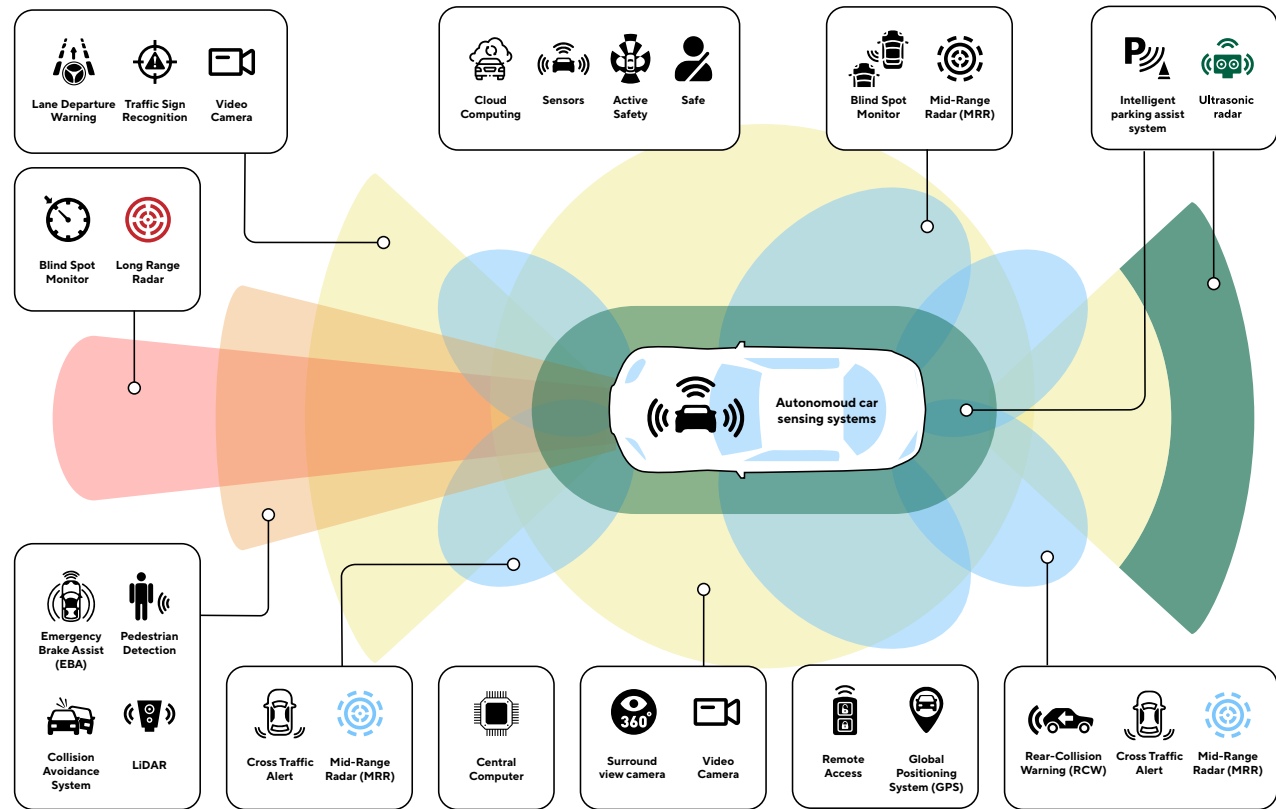 Lane Departure
Warning
Traffic Sign
Recognition
Video
Camera
Cloud
Computing
Sensors
Active
Safety
Safe
Blind Spot
Monitor
Mid-Range
Radar (MRR)
P
Intelligent
parking assist
system
Ultrasonic
radar
Blind Spot
Monitor
Long Range
Radar
Autonomoud car
sensing systems
Emergency
Brake Assist
(EBA)
Pedestrian
Detection
Collision
Avoidance
System
LiDAR
Cross Traffic
Alert
Mid-Range
Radar (MRR)
Central
Computer
360°
Surround
view camera
Video
Camera
Remote
Access
Global
Positioning
System (GPS)
Rear-Collision
Warning (RCW)
Cross Traffic
Alert
Mid-Range
Radar (MRR)